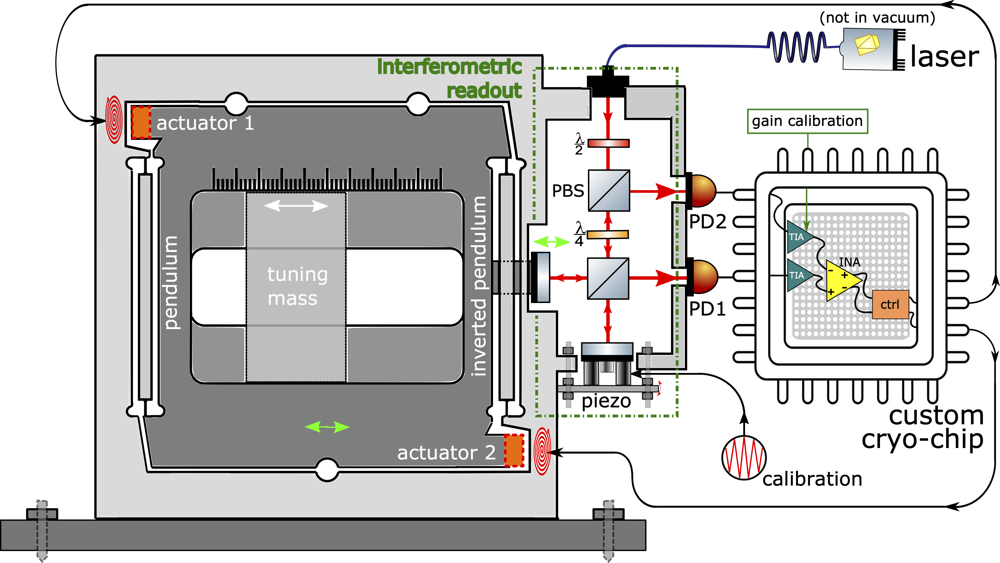 (not in vacuum)
laser
Interferometric
readout
actuator 1
gain calibration
λ
2
PBS
PD2
λ
4
TIA
TIA
INA
-
+
-
+
ctrl
PD1
pendulum
tuning
mass
inverted pendulum
piezo
custom
cryo-chip
actuator 2
calibration